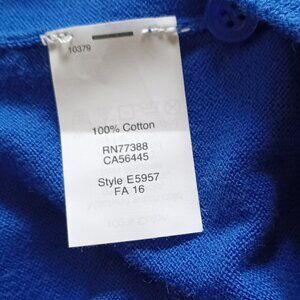 10379
100% Cotton
RN77388
CA56445
Style E5957
FA 16